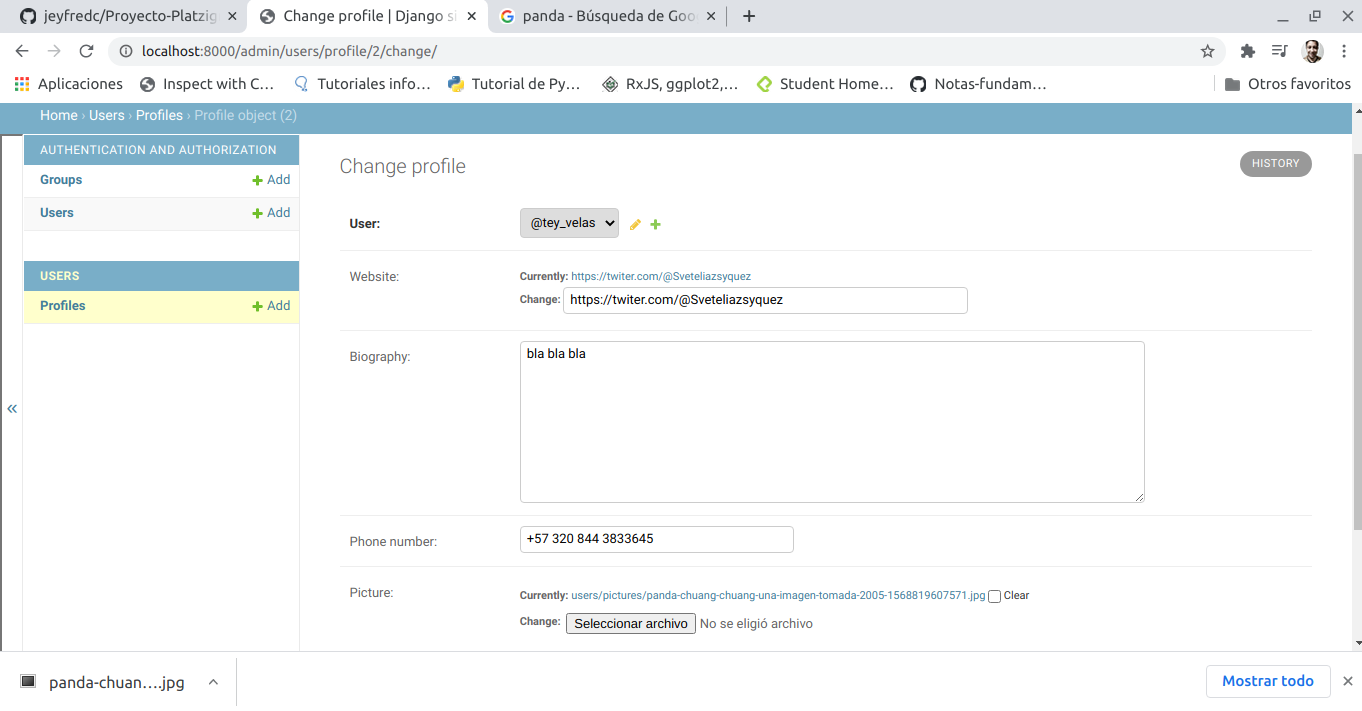 jeyfredc/Proyecto-Platzig
Change profile | Django si
panda - Búsqueda de Goo
localhost:8000/admin/users/profile/2/change/
Aplicaciones
Inspect with C...
Tutoriales info...
Tutorial de Py...
RxJS, ggplot2,...
Student Home...
Notas-fundam...
Otros favoritos
Home › Users › Profiles › Profile object (2)
AUTHENTICATION AND AUTHORIZATION
Groups + Add
Users + Add
USERS
Profiles + Add
«
Change profile
HISTORY
User: @tey_velas
Website: Currently: https://twiter.com/@Sveteliazsyquez
Change: https://twiter.com/@Sveteliazsyquez
Biography: bla bla bla
Phone number: +57 320 844 3833645
Picture: Currently: users/pictures/panda-chuang-chuang-una-imagen-tomada-2005-1568819607571.jpg Clear
Change: Seleccionar archivo No se eligió archivo
panda-chuan....jpg
Mostrar todo